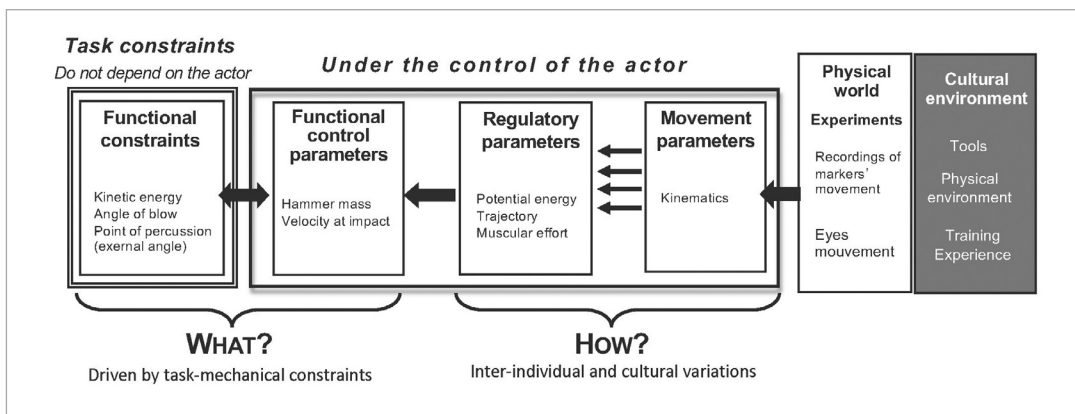 Task constraints
Do not depend on the actor
Under the control of the actor
Functional
constraints
Kinetic energy
Angle of blow
Point of percussion
(exernal angle)
Functional
control
parameters
Hammer mass
Velocity at impact
Regulatory
parameters
Potential energy
Trajectory
Muscular effort
Movement
parameters
Kinematics
Physical
world
Experiments
Recordings of
markers'
movement
Eyes
mouvement
Cultural
environment
Tools
Physical
environment
Training
Experience
WHAT?
Driven by task-mechanical constraints
HOW?
Inter-individual and cultural variations